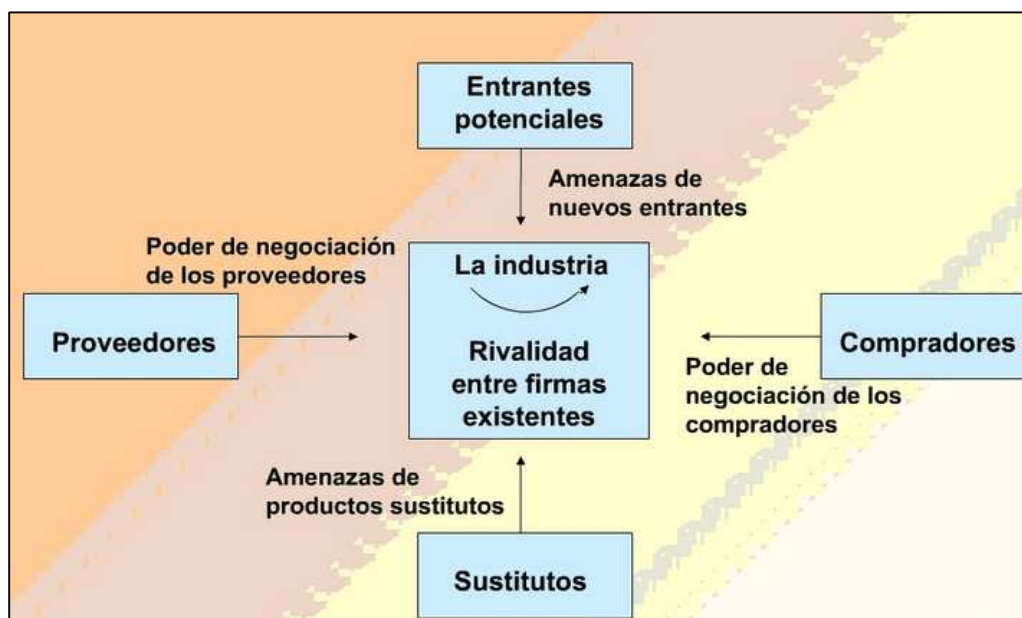 Entrantes
potenciales
Amenazas de
nuevos entrantes
Poder de negociación
de los proveedores
La industria
Proveedores
Rivalidad
entre firmas
existentes
Compradores
Poder de
negociación de los
compradores
Amenazas de
productos sustitutos
Sustitutos